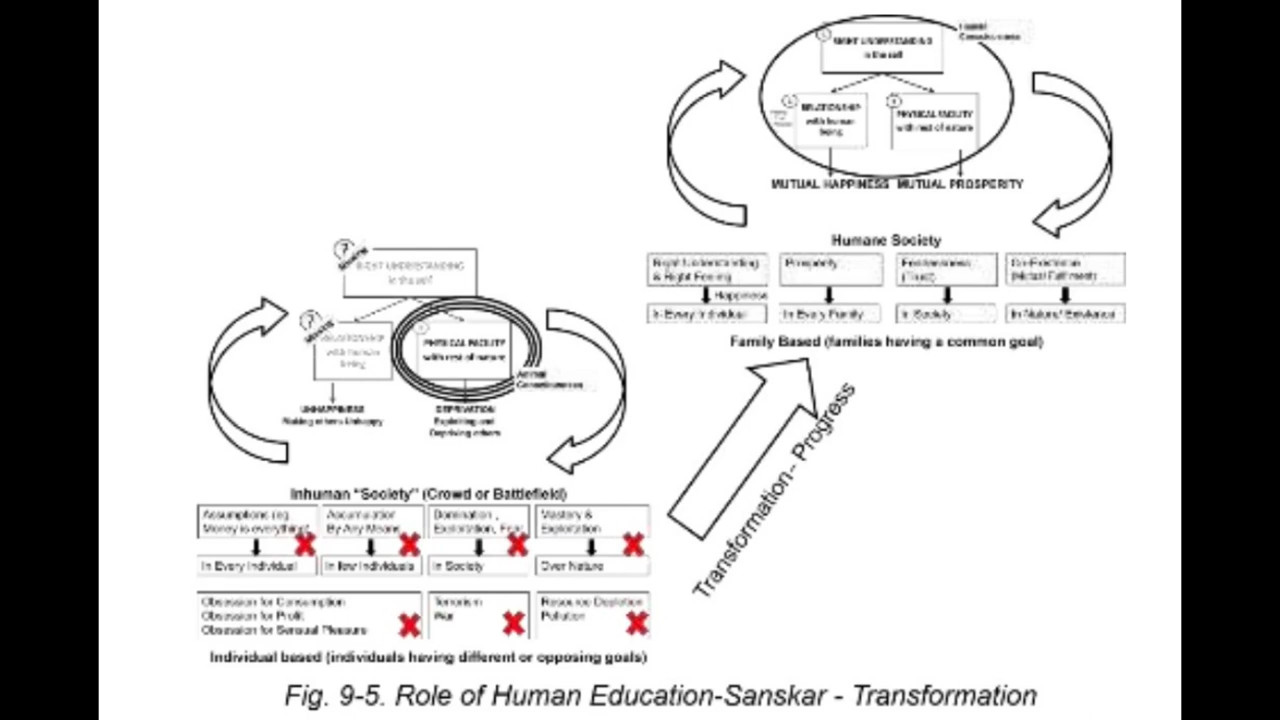 Human
Consciousness
1
RIGHT UNDERSTANDING
in the self
2
3
RELATIONSHIP
with human
being
PHYSICAL FACILITY
with rest of nature
MUTUAL HAPPINESS
MUTUAL PROSPERITY
Humane Society
Right Understanding
& Right Feeling
Prosperity
Fearlessness
(Trust)
Co-Existence
(Mutual Fulfilment)
Happiness
In Every Individual
In Every Family
In Society
In Nature/ Existence
Family Based (families having a common goal)
?
RIGHT UNDERSTANDING
in the self
?
RELATIONSHIP
with human
being
PHYSICAL FACILITY
with rest of nature
Animal
Consciousness
UNHAPPINESS
Making others Unhappy
DEPRIVATION
Exploiting and
Depriving others
Inhuman “Society” (Crowd or Battlefield)
Assumptions (eg.
Money is everything)
Accumulation
By Any Means
Domination ,
Exploitation, Fear
Mastery &
Exploitation
In Every Individual
In few Individuals
In Society
Over Nature
Obsession for Consumption
Obsession for Profit
Obsession for Sensual Pleasure
Terrorism
War
Resource Depletion
Pollution
Individual based (individuals having different or opposing goals)
Transformation- Progress
Fig. 9-5. Role of Human Education-Sanskar - Transformation